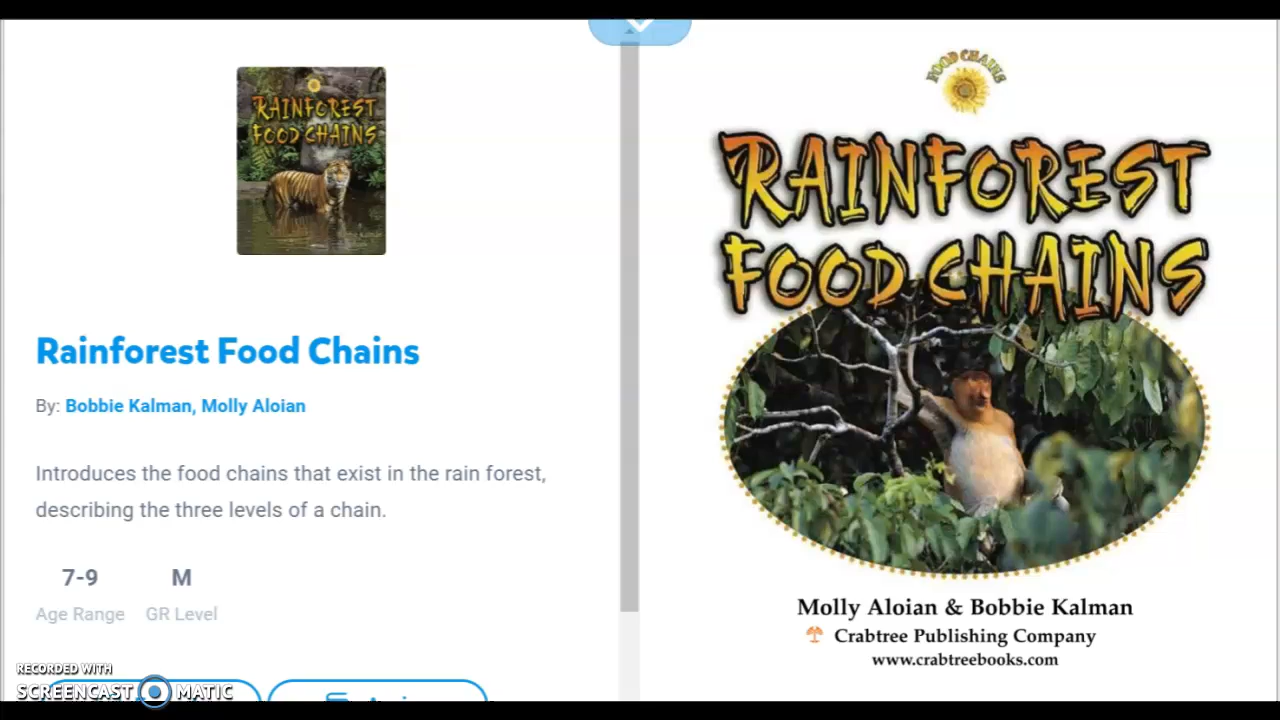 RAINFOREST
FOOD CHAINS
Rainforest Food Chains
By: Bobbie Kalman, Molly Aloian
Introduces the food chains that exist in the rain forest,
describing the three levels of a chain.
7-9 M
Age Range GR Level
RECORDED WITH
SCREENCAST MATIC
FOOD CHAINS
RAINFOREST
FOOD CHAINS
Molly Aloian & Bobbie Kalman
Crabtree Publishing Company
www.crabtreebooks.com